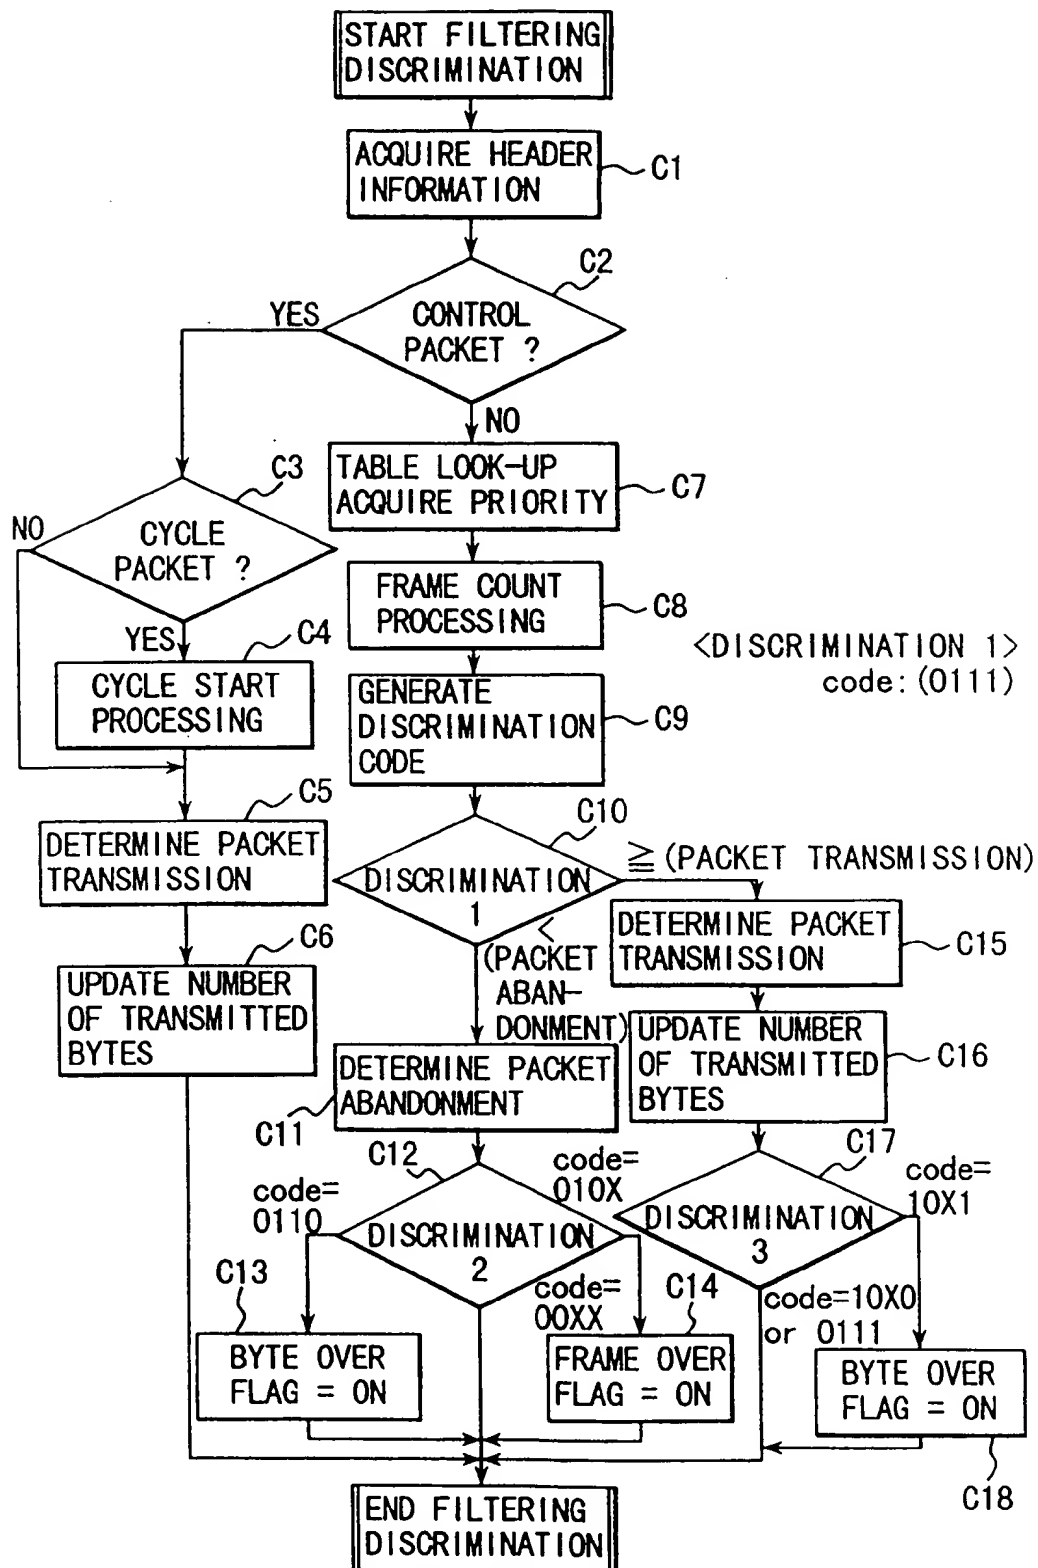 START FILTERING
DISCRIMINATION
ACQUIRE HEADER
INFORMATION
C1
C2
CONTROL
PACKET ?
YES
NO
C3
CYCLE
PACKET ?
NO
YES
TABLE LOOK-UP
ACQUIRE PRIORITY
C7
FRAME COUNT
PROCESSING
C8
C4
CYCLE START
PROCESSING
<DISCRIMINATION 1>
code:(0111)
GENERATE
DISCRIMINATION
CODE
C9
C5
DETERMINE PACKET
TRANSMISSION
C10
DISCRIMINATION
1
≧(PACKET TRANSMISSION)
<
(PACKET
ABAN-
DONMENT)
C6
UPDATE NUMBER
OF TRANSMITTED
BYTES
DETERMINE PACKET
TRANSMISSION
C15
UPDATE NUMBER
OF TRANSMITTED
BYTES
C16
DETERMINE PACKET
ABANDONMENT
C11
C12
code=
0110
DISCRIMINATION
2
code=
010X
code=
00XX
C17
DISCRIMINATION
3
code=
10X1
code=10X0
or 0111
C13
BYTE OVER
FLAG = ON
C14
FRAME OVER
FLAG = ON
BYTE OVER
FLAG = ON
C18
END FILTERING
DISCRIMINATION